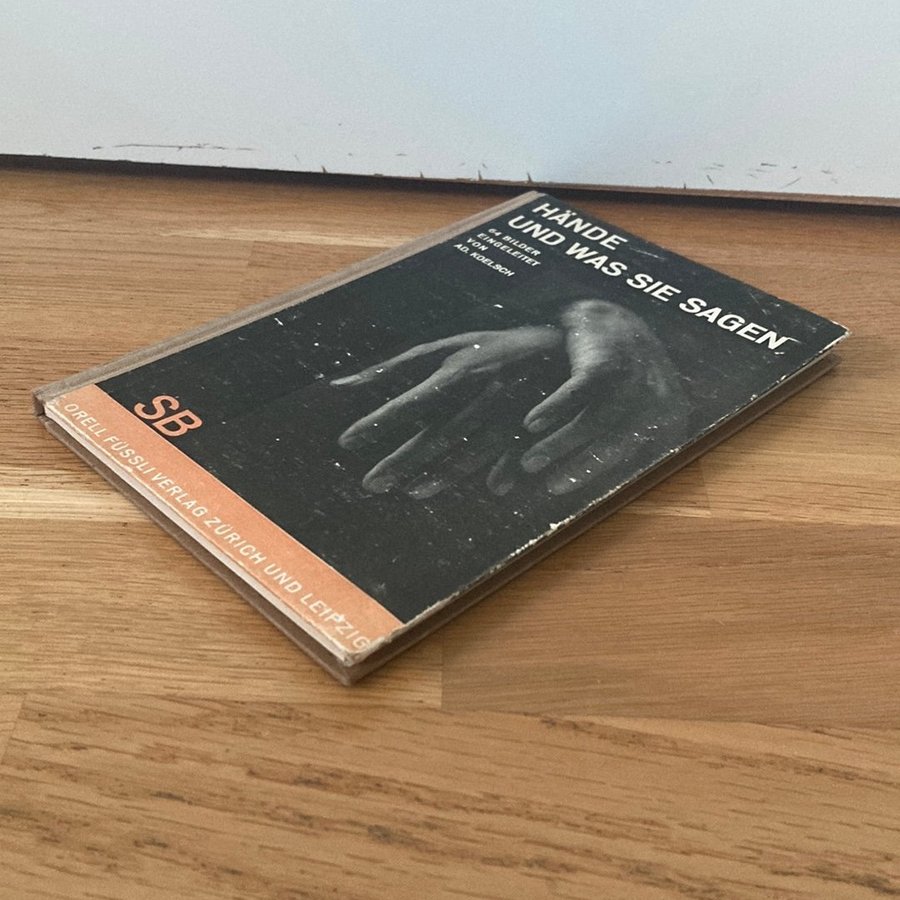 HÄNDE
UND WAS SIE SAGEN
64 BILDER
EINGELEITET
VON
AD. KOELSCH
SB
ORELL FÜSSLI VERLAG ZÜRICH UND LEIPZIG